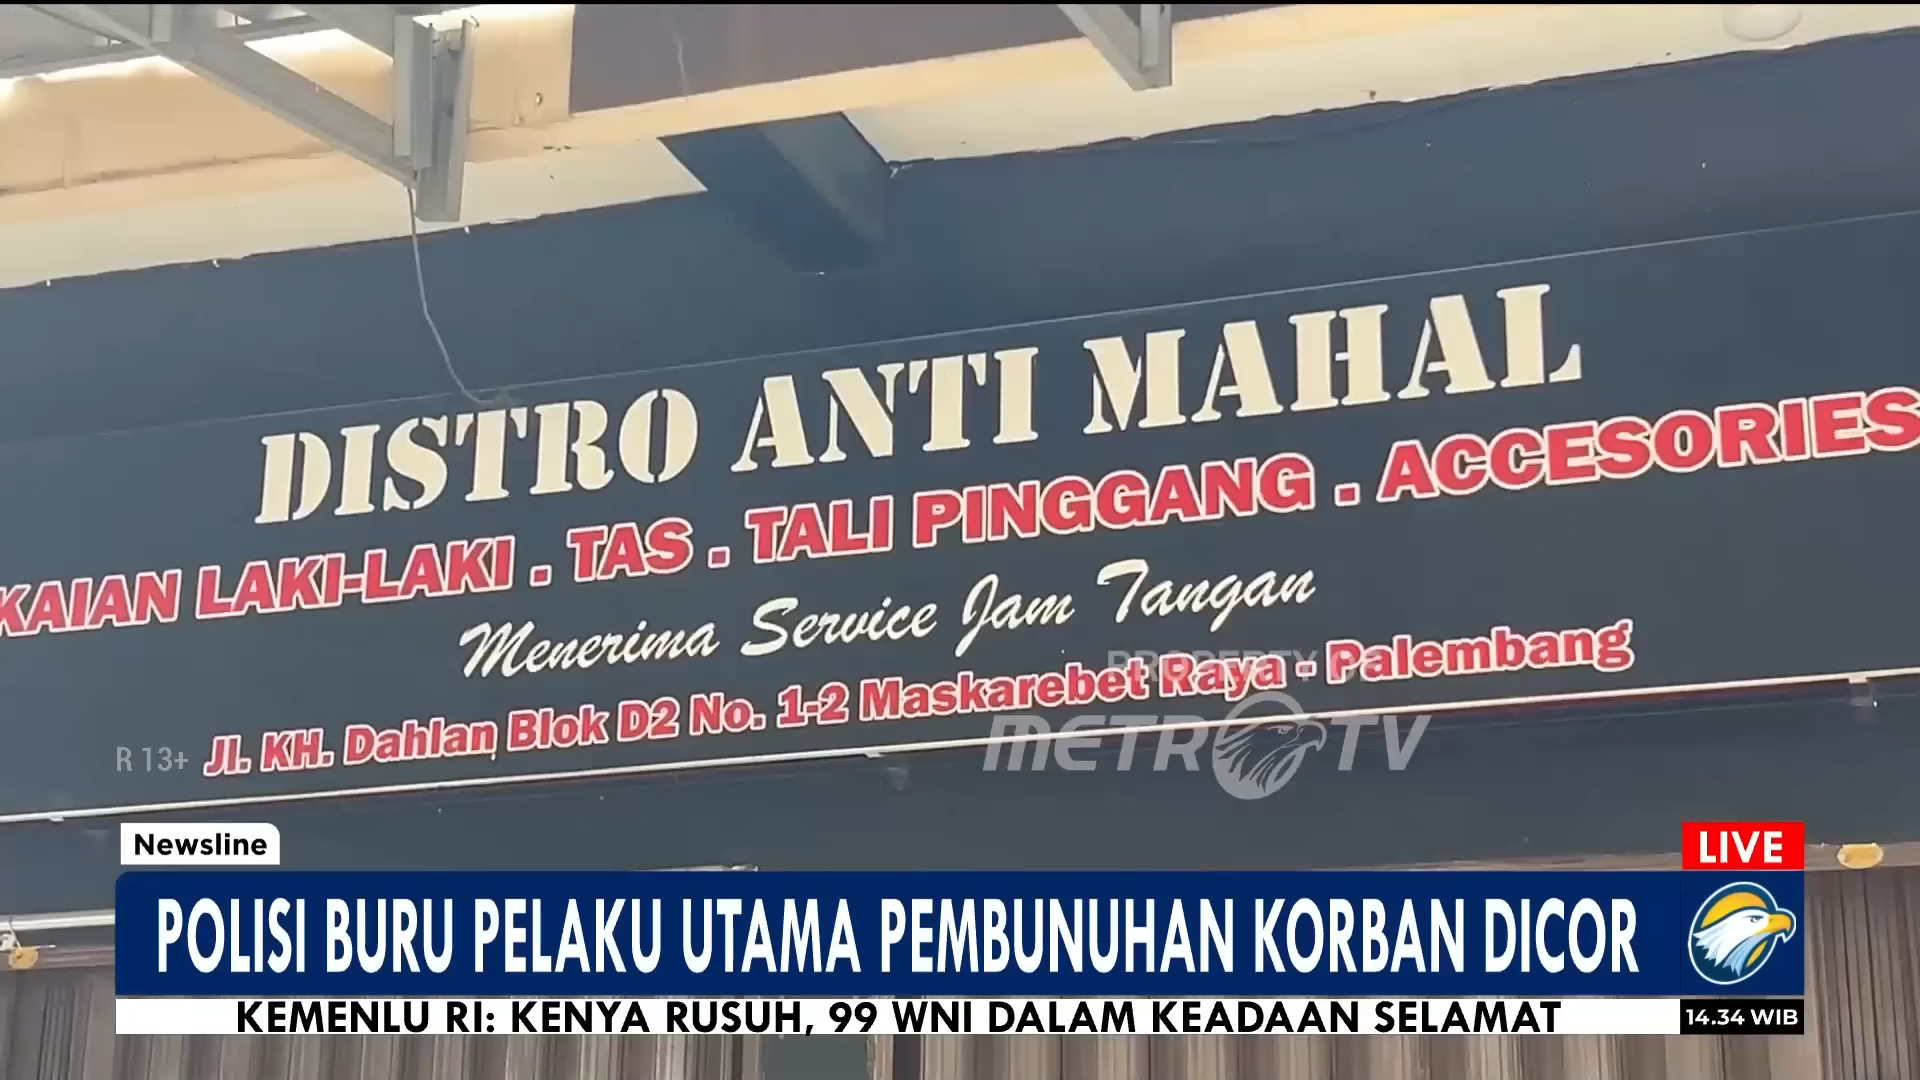 DISTRO ANTI MAHAL
KAIAN LAKI-LAKI . TAS . TALI PINGGANG . ACCESORIES
Menerima Service Jam Tangan
Jl. KH. Dahlan Blok D2 No. 1-2 Maskarebet Raya - Palembang
PROPERTY OF
METRO TV
R 13+
Newsline
LIVE
POLISI BURU PELAKU UTAMA PEMBUNUHAN KORBAN DICOR
KEMENLU RI: KENYA RUSUH, 99 WNI DALAM KEADAAN SELAMAT
14.34 WIB